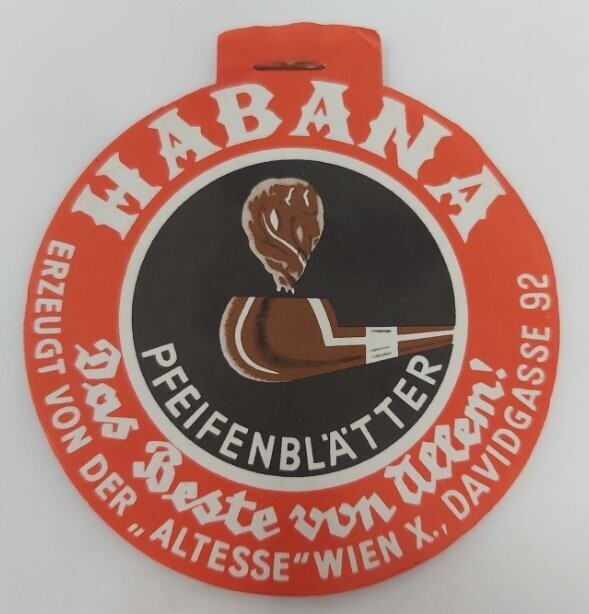 HABANA
PFEIFENBLÄTTER
Das Beste von Allem!
ERZEUGT VON DER „ALTESSE" WIEN X., DAVIDGASSE 92